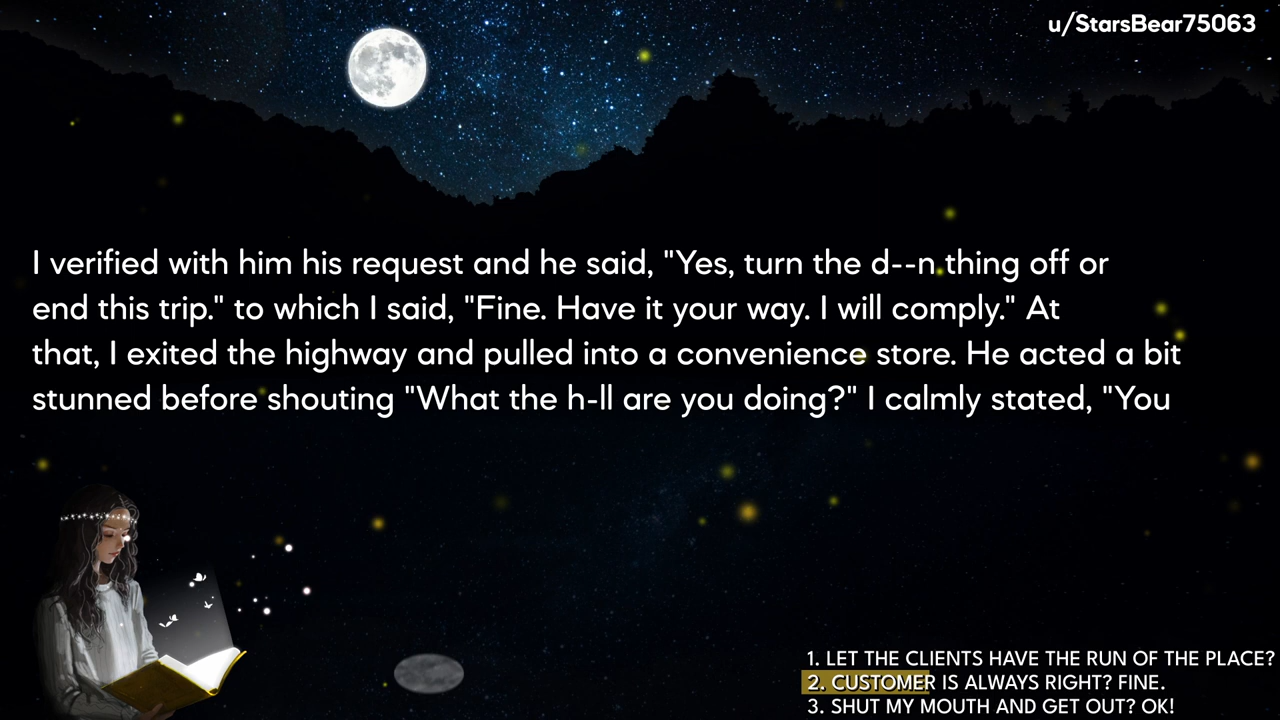 u/StarsBear75063
I verified with him his request and he said, "Yes, turn the d--n thing off or
end this trip." to which I said, "Fine. Have it your way. I will comply." At
that, I exited the highway and pulled into a convenience store. He acted a bit
stunned before shouting "What the h-ll are you doing?" I calmly stated, "You
1. LET THE CLIENTS HAVE THE RUN OF THE PLACE?
2. CUSTOMER IS ALWAYS RIGHT? FINE.
3. SHUT MY MOUTH AND GET OUT? OK!